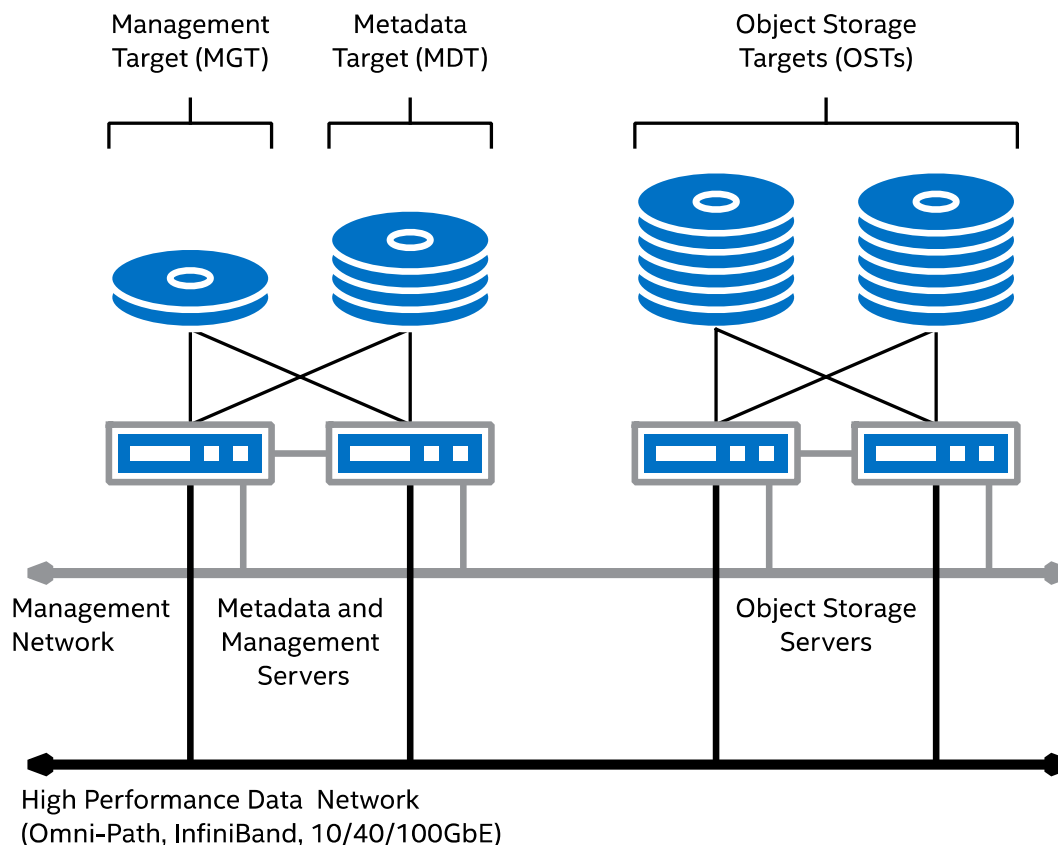 Management
Target (MGT)
Metadata
Target (MDT)
Object Storage
Targets (OSTs)
Management
Network
Metadata and
Management
Servers
Object Storage
Servers
High Performance Data  Network
(Omni-Path, InfiniBand, 10/40/100GbE)